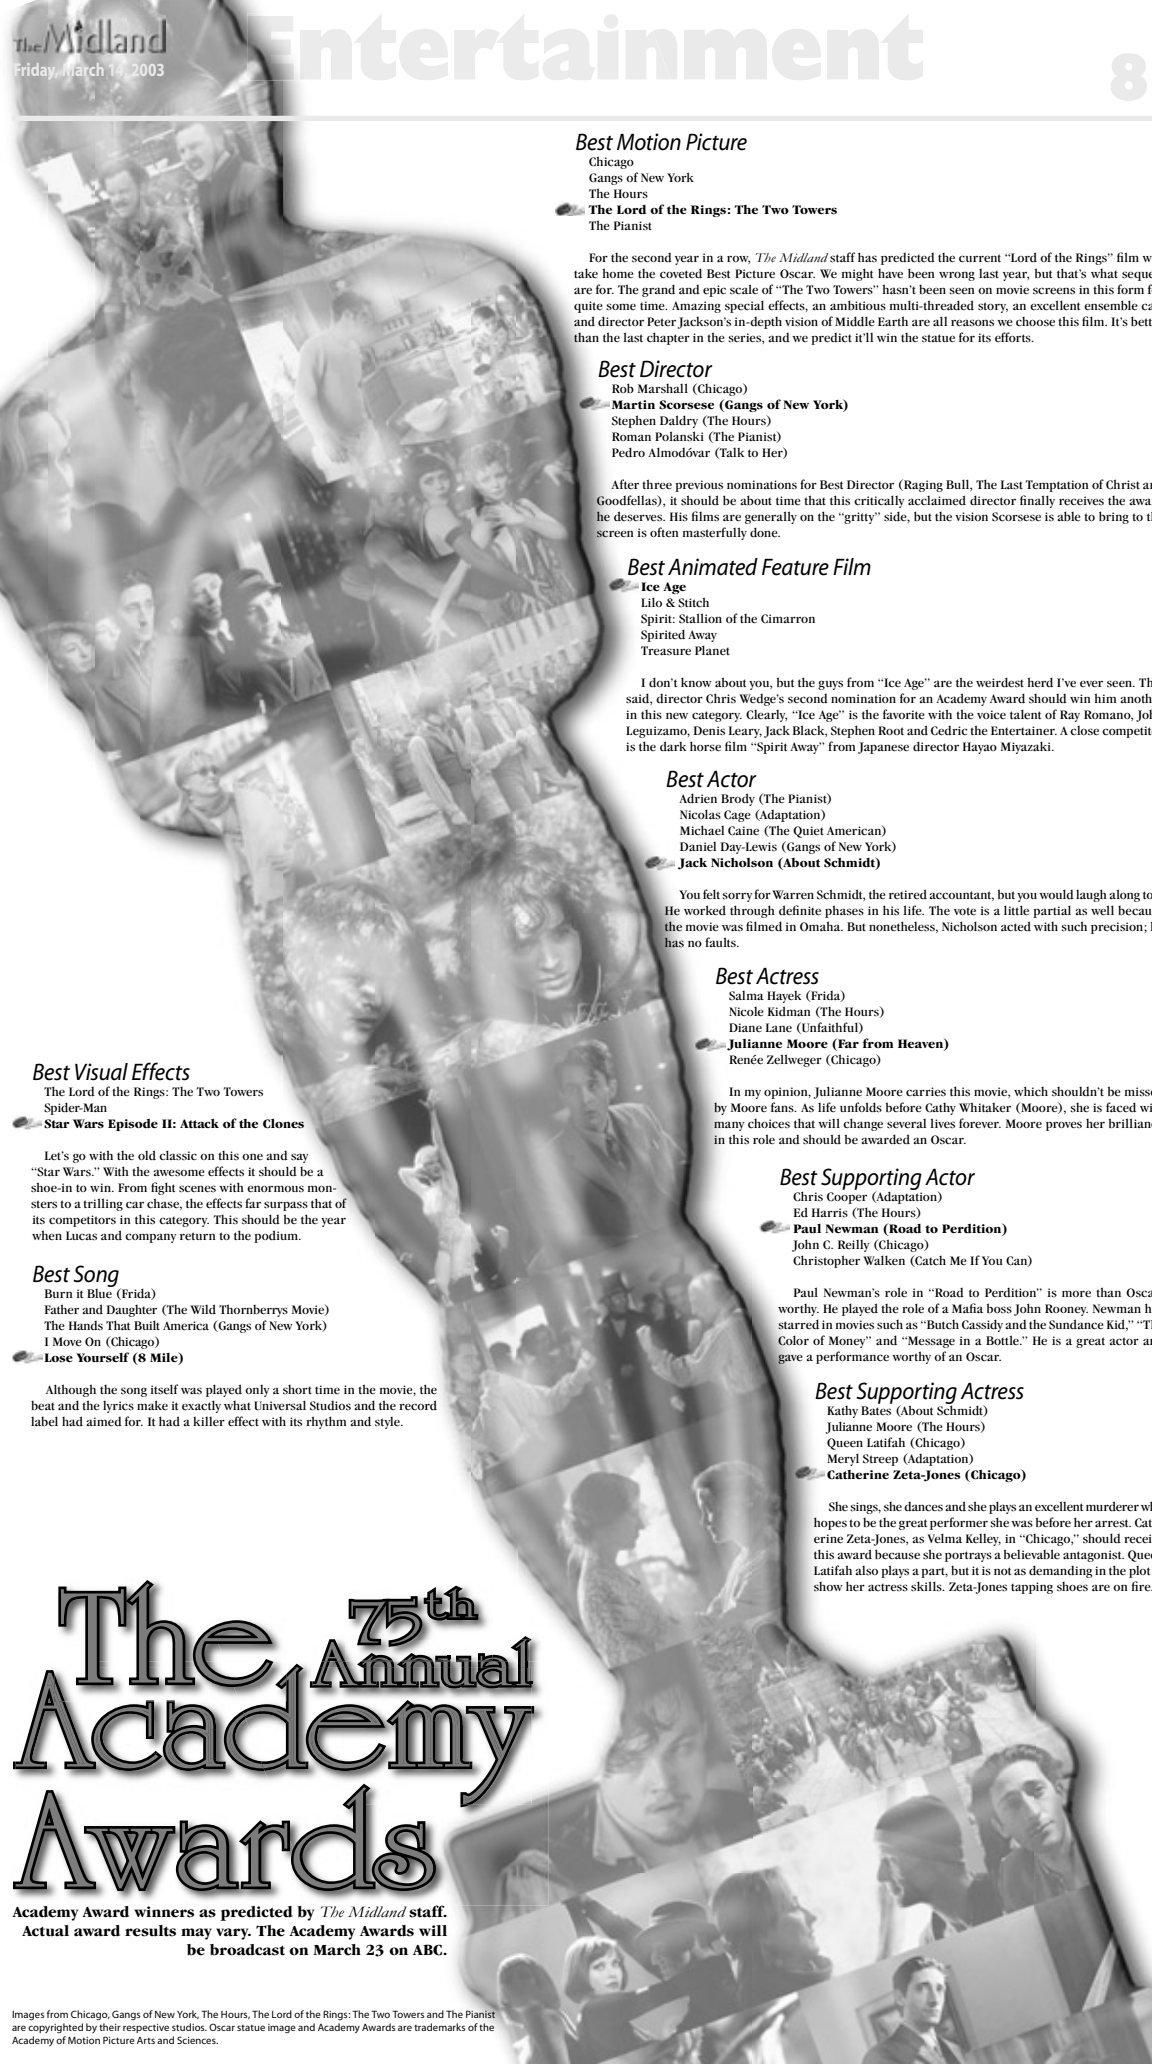 The Midland
Friday, March 14, 2003
Entertainment
8
Best Motion Picture
Chicago
Gangs of New York
The Hours
The Lord of the Rings: The Two Towers
The Pianist
For the second year in a row, The Midland staff has predicted the current “Lord of the Rings” film
take home the coveted Best Picture Oscar. We might have been wrong last year, but that’s what
are for. The grand and epic scale of “The Two Towers” hasn’t been seen on movie screens in this form
quite some time. Amazing special effects, an ambitious multi-threaded story, an excellent ensemble
and director Peter Jackson’s in-depth vision of Middle Earth are all reasons we choose this film. It’s
than the last chapter in the series, and we predict it’ll win the statue for its efforts.
Best Director
Rob Marshall (Chicago)
Martin Scorsese (Gangs of New York)
Stephen Daldry (The Hours)
Roman Polanski (The Pianist)
Pedro Almodóvar (Talk to Her)
After three previous nominations for Best Director (Raging Bull, The Last Temptation of Christ
Goodfellas), it should be about time that this critically acclaimed director finally receives the
he deserves. His films are generally on the “gritty” side, but the vision Scorsese is able to bring to
screen is often masterfully done.
Best Animated Feature Film
Ice Age
Lilo & Stitch
Spirit: Stallion of the Cimarron
Spirited Away
Treasure Planet
I don’t know about you, but the guys from “Ice Age” are the weirdest herd I’ve ever seen.
said, director Chris Wedge’s second nomination for an Academy Award should win him
in this new category. Clearly, “Ice Age” is the favorite with the voice talent of Ray Romano,
Leguizamo, Denis Leary, Jack Black, Stephen Root and Cedric the Entertainer. A close
is the dark horse film “Spirit Away” from Japanese director Hayao Miyazaki.
Best Actor
Adrien Brody (The Pianist)
Nicolas Cage (Adaptation)
Michael Caine (The Quiet American)
Daniel Day-Lewis (Gangs of New York)
Jack Nicholson (About Schmidt)
You felt sorry for Warren Schmidt, the retired accountant, but you would laugh along
He worked through definite phases in his life. The vote is a little partial as well
the movie was filmed in Omaha. But nonetheless, Nicholson acted with such precision;
has no faults.
Best Actress
Salma Hayek (Frida)
Nicole Kidman (The Hours)
Diane Lane (Unfaithful)
Julianne Moore (Far from Heaven)
Renée Zellweger (Chicago)
In my opinion, Julianne Moore carries this movie, which shouldn’t be
by Moore fans. As life unfolds before Cathy Whitaker (Moore), she is faced
many choices that will change several lives forever. Moore proves her
in this role and should be awarded an Oscar.
Best Supporting Actor
Chris Cooper (Adaptation)
Ed Harris (The Hours)
Paul Newman (Road to Perdition)
John C. Reilly (Chicago)
Christopher Walken (Catch Me If You Can)
Paul Newman’s role in “Road to Perdition” is more than
worthy. He played the role of a Mafia boss John Rooney. Newman
starred in movies such as “Butch Cassidy and the Sundance Kid,”
Color of Money” and “Message in a Bottle.” He is a great actor
gave a performance worthy of an Oscar.
Best Supporting Actress
Kathy Bates (About Schmidt)
Julianne Moore (The Hours)
Queen Latifah (Chicago)
Meryl Streep (Adaptation)
Catherine Zeta-Jones (Chicago)
She sings, she dances and she plays an excellent murderer
hopes to be the great performer she was before her arrest. Cat
erine Zeta-Jones, as Velma Kelley, in “Chicago,” should
this award because she portrays a believable antagonist.
Latifah also plays a part, but it is not as demanding in the plot
show her actress skills. Zeta-Jones tapping shoes are on fire.
Best Visual Effects
The Lord of the Rings: The Two Towers
Spider-Man
Star Wars Episode II: Attack of the Clones
Let’s go with the old classic on this one and say
“Star Wars.” With the awesome effects it should be a
shoe-in to win. From fight scenes with enormous mon-
sters to a trilling car chase, the effects far surpass that of
its competitors in this category. This should be the year
when Lucas and company return to the podium.
Best Song
Burn it Blue (Frida)
Father and Daughter (The Wild Thornberrys Movie)
The Hands That Built America (Gangs of New York)
I Move On (Chicago)
Lose Yourself (8 Mile)
Although the song itself was played only a short time in the movie, the
beat and the lyrics make it exactly what Universal Studios and the record
label had aimed for. It had a killer effect with its rhythm and style.
The 75th
Annual
Academy
Awards
Academy Award winners as predicted by The Midland staff.
Actual award results may vary. The Academy Awards will
be broadcast on March 23 on ABC.
Images from Chicago, Gangs of New York, The Hours, The Lord of the Rings: The Two Towers and The Pianist
are copyrighted by their respective studios. Oscar statue image and Academy Awards are trademarks of the
Academy of Motion Picture Arts and Sciences.